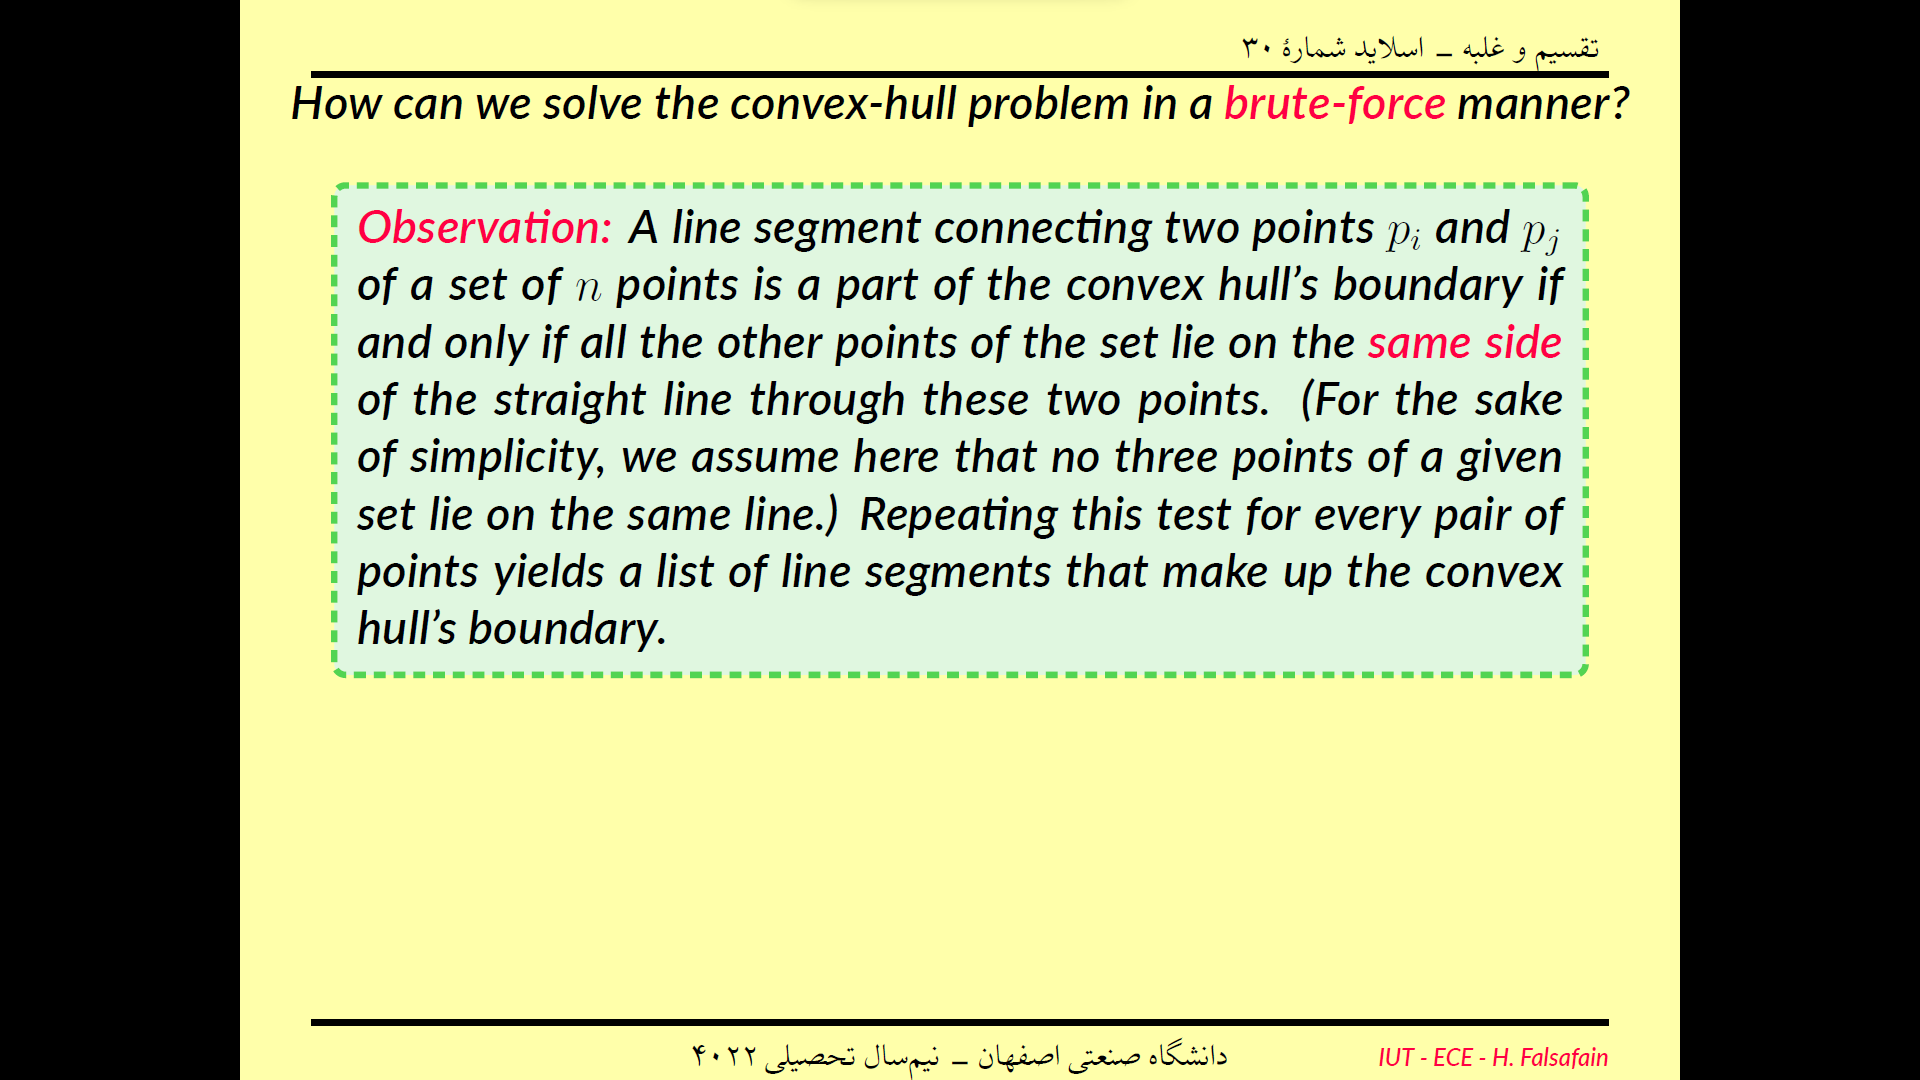 تقسیم و غلبه – اسلاید شمارهٔ ۳۰
How can we solve the convex-hull problem in a brute-force manner?
Observation: A line segment connecting two points p_i and p_j
of a set of n points is a part of the convex hull’s boundary if
and only if all the other points of the set lie on the same side
of the straight line through these two points. (For the sake
of simplicity, we assume here that no three points of a given
set lie on the same line.) Repeating this test for every pair of
points yields a list of line segments that make up the convex
hull’s boundary.
دانشگاه صنعتی اصفهان – نیم‌سال تحصیلی ۴۰۲۲
IUT - ECE - H. Falsafain